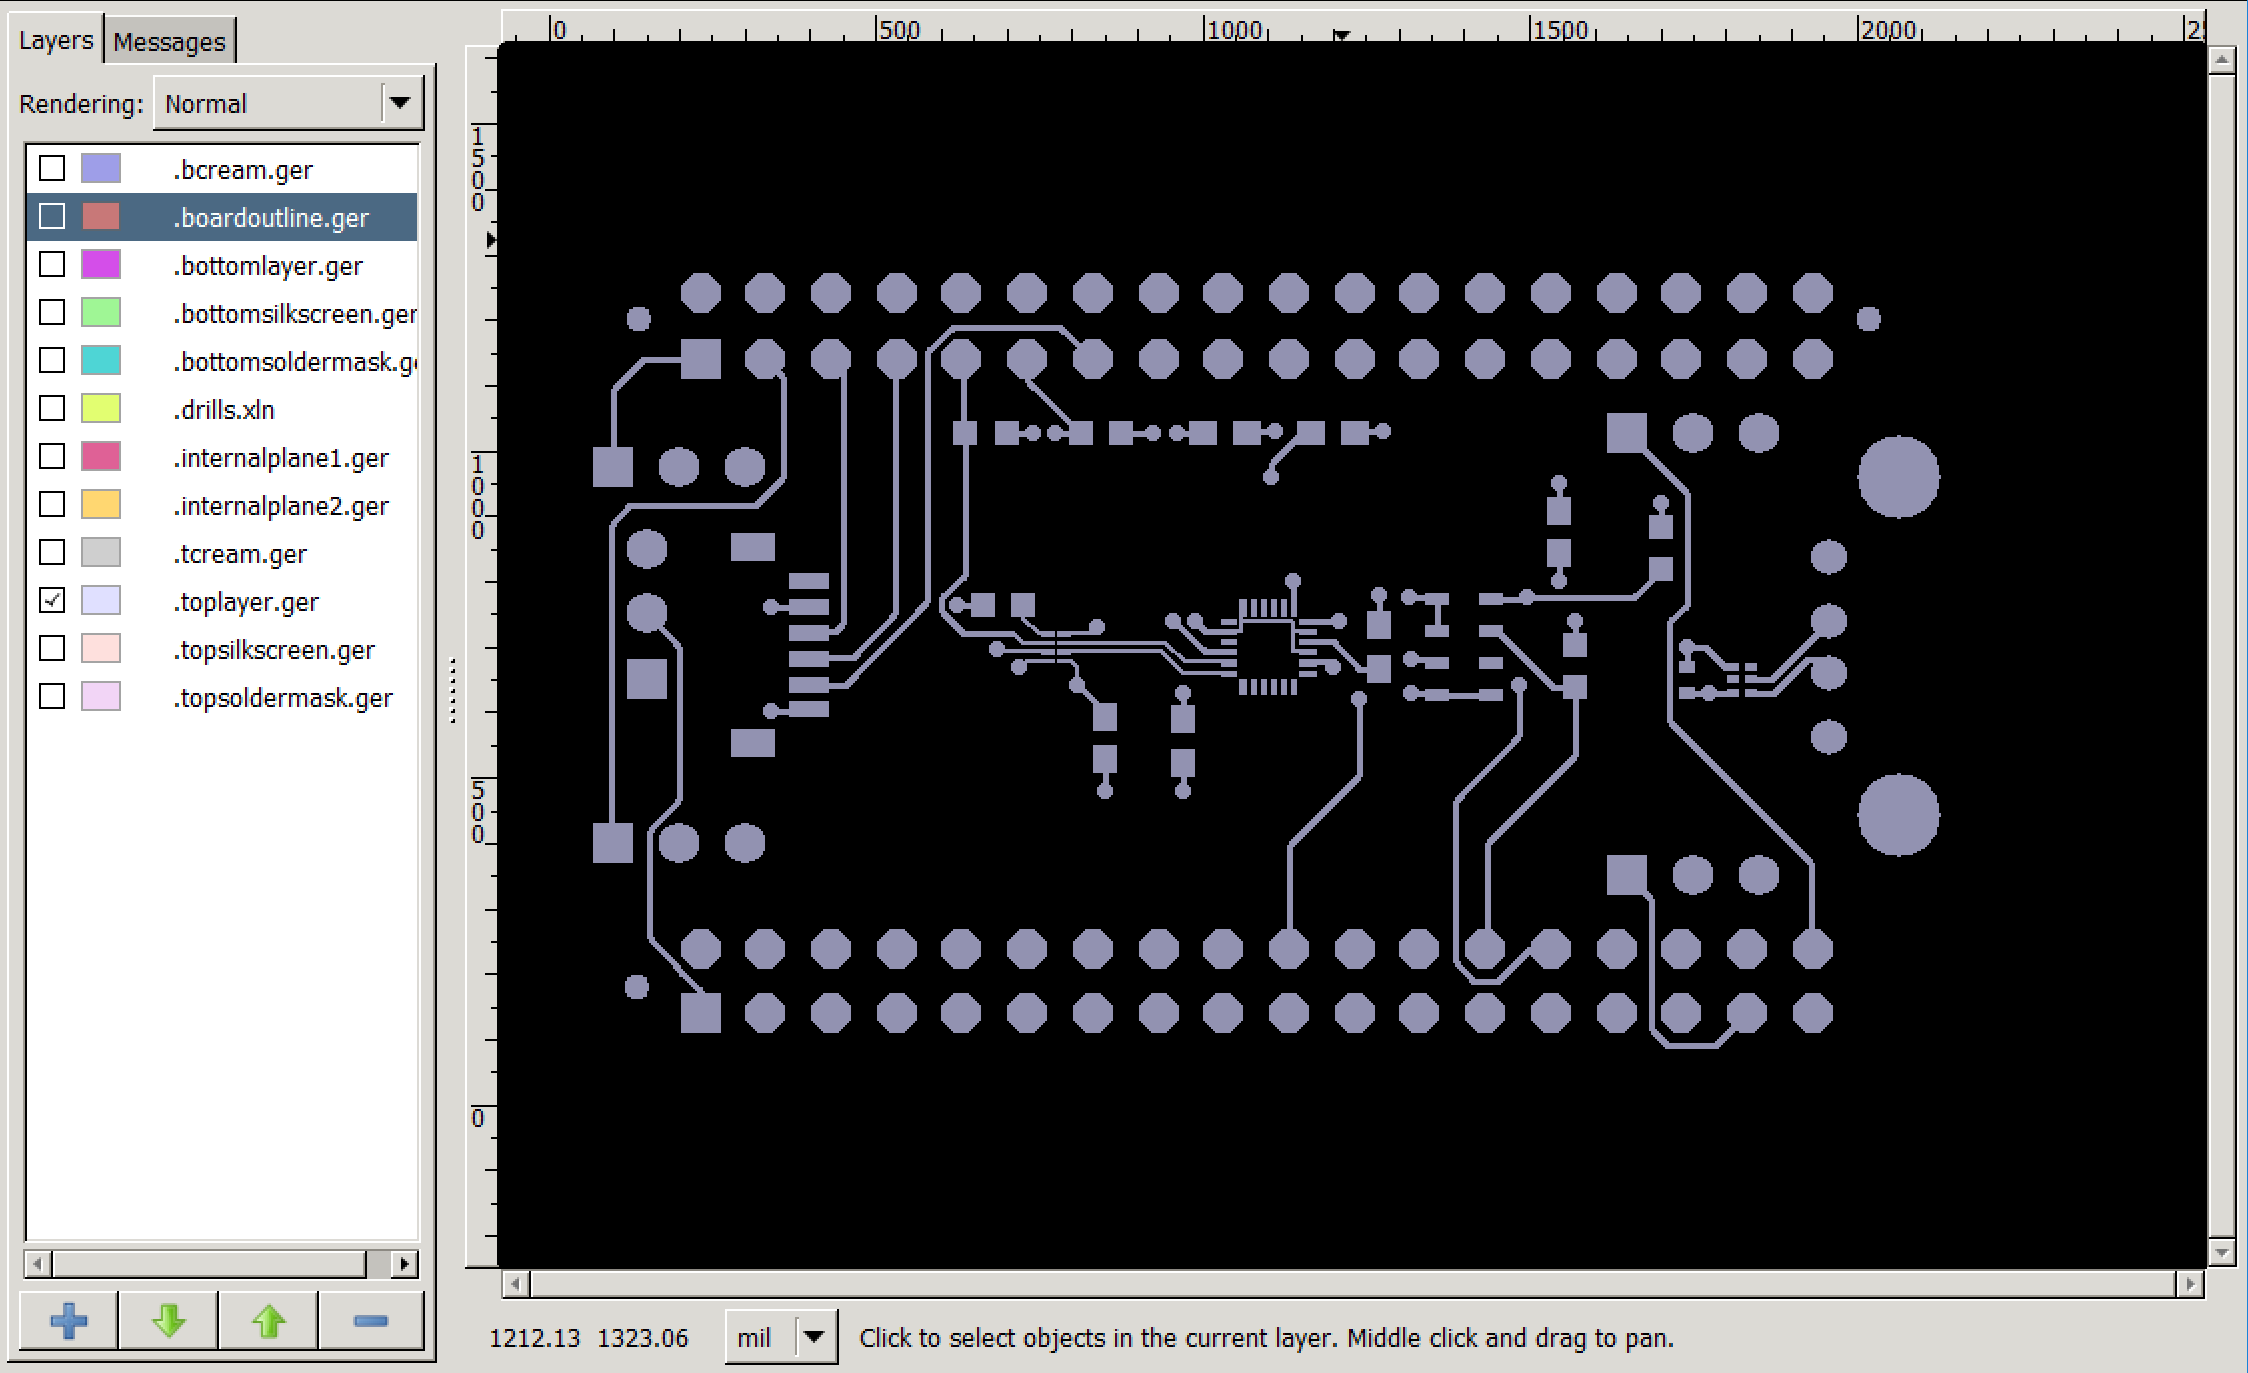 Layers Messages
Rendering: Normal
.bcream.ger
.boardoutline.ger
.bottomlayer.ger
.bottomsilkscreen.ger
.bottomsoldermask.ge
.drills.xln
.internalplane1.ger
.internalplane2.ger
.tcream.ger
.toplayer.ger
.topsilkscreen.ger
.topsoldermask.ger
0 500 1000 1500 2000 2
1500
1000
500
0
1212.13 1323.06 mil Click to select objects in the current layer. Middle click and drag to pan.